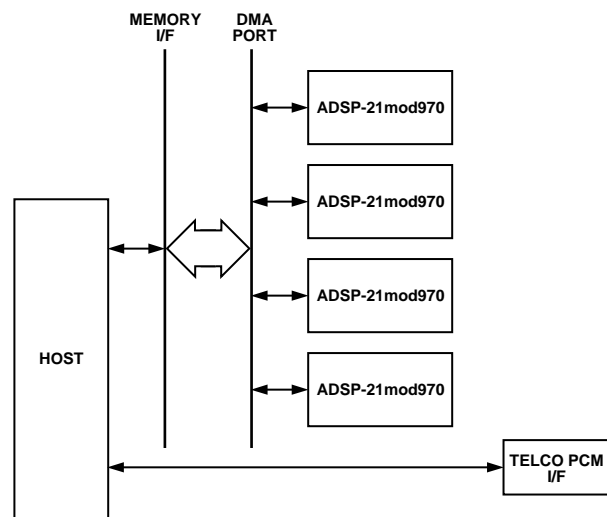 MEMORY
I/F
DMA
PORT
ADSP-21mod970
ADSP-21mod970
ADSP-21mod970
HOST
ADSP-21mod970
TELCO PCM
I/F